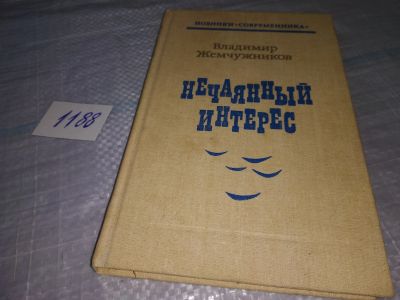 НОВИНКИ «СОВРЕМЕННИКА»
Владимир
Жемчужников
НЕЧАЯННЫЙ
ИНТЕРЕС
1188